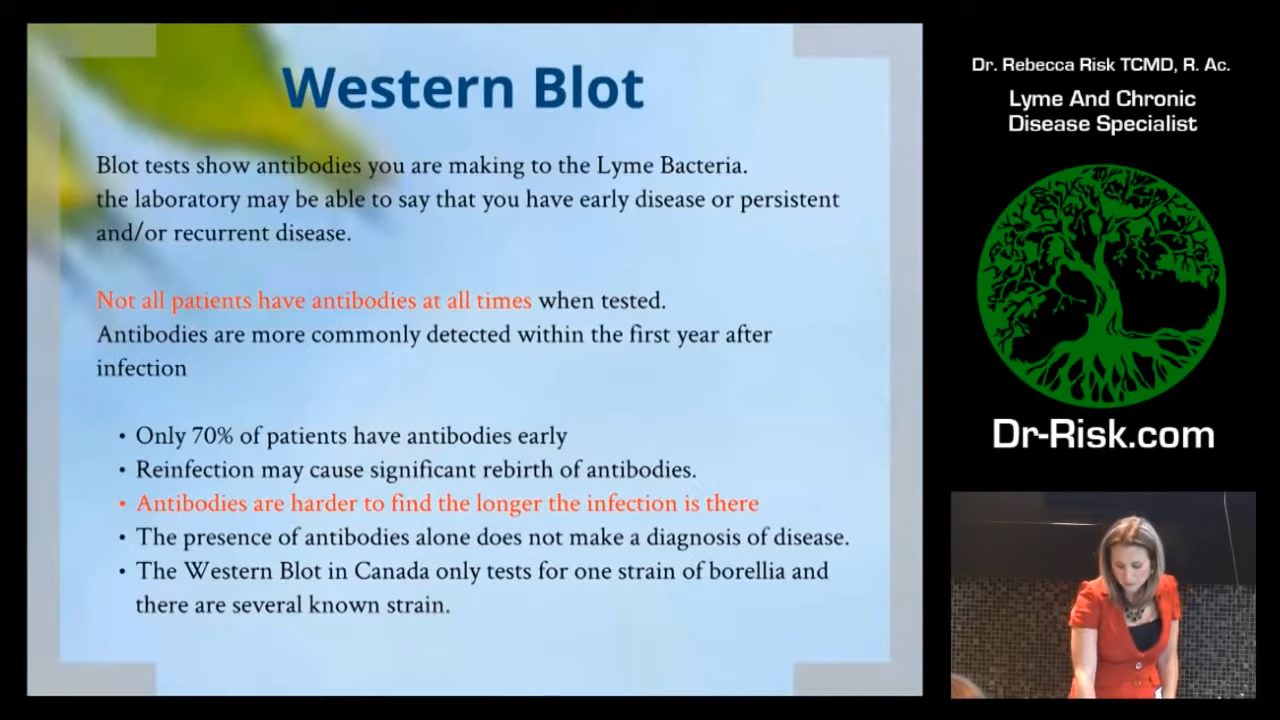 Western Blot
Blot tests show antibodies you are making to the Lyme Bacteria.
the laboratory may be able to say that you have early disease or persistent
and/or recurrent disease.
Not all patients have antibodies at all times when tested.
Antibodies are more commonly detected within the first year after
infection
• Only 70% of patients have antibodies early
• Reinfection may cause significant rebirth of antibodies.
• Antibodies are harder to find the longer the infection is there
• The presence of antibodies alone does not make a diagnosis of disease.
• The Western Blot in Canada only tests for one strain of borellia and
there are several known strain.
Dr. Rebecca Risk TCMD, R. Ac.
Lyme And Chronic
Disease Specialist
Dr-Risk.com